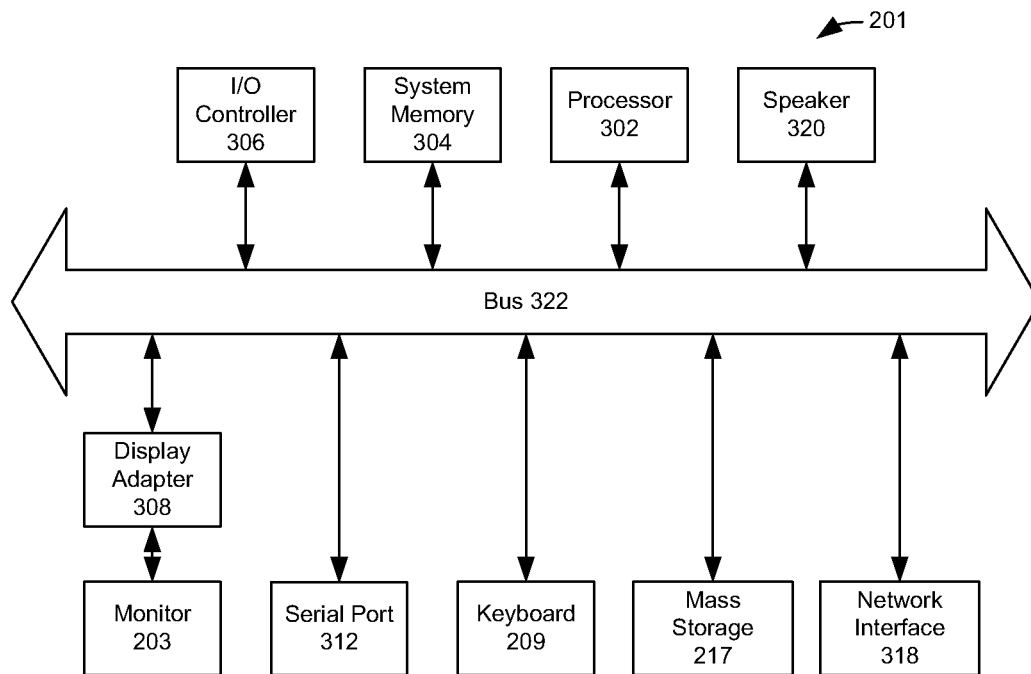 201
I/O
Controller
306
System
Memory
304
Processor
302
Speaker
320
Bus 322
Display
Adapter
308
Monitor
203
Serial Port
312
Keyboard
209
Mass
Storage
217
Network
Interface
318